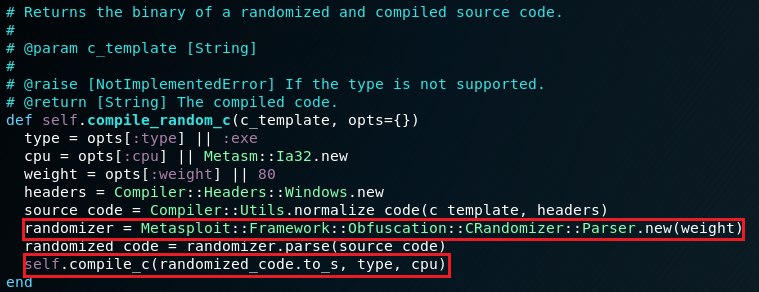 # Returns the binary of a randomized and compiled source code.
#
# @param c_template [String]
#
# @raise [NotImplementedError] If the type is not supported.
# @return [String] The compiled code.
def self.compile_random_c(c_template, opts={})
  type = opts[:type] || :exe
  cpu = opts[:cpu] || Metasm::Ia32.new
  weight = opts[:weight] || 80
  headers = Compiler::Headers::Windows.new
  source_code = Compiler::Utils.normalize_code(c_template, headers)
  randomizer = Metasploit::Framework::Obfuscation::CRandomizer::Parser.new(weight)
  randomized_code = randomizer.parse(source_code)
  self.compile_c(randomized_code.to_s, type, cpu)
end